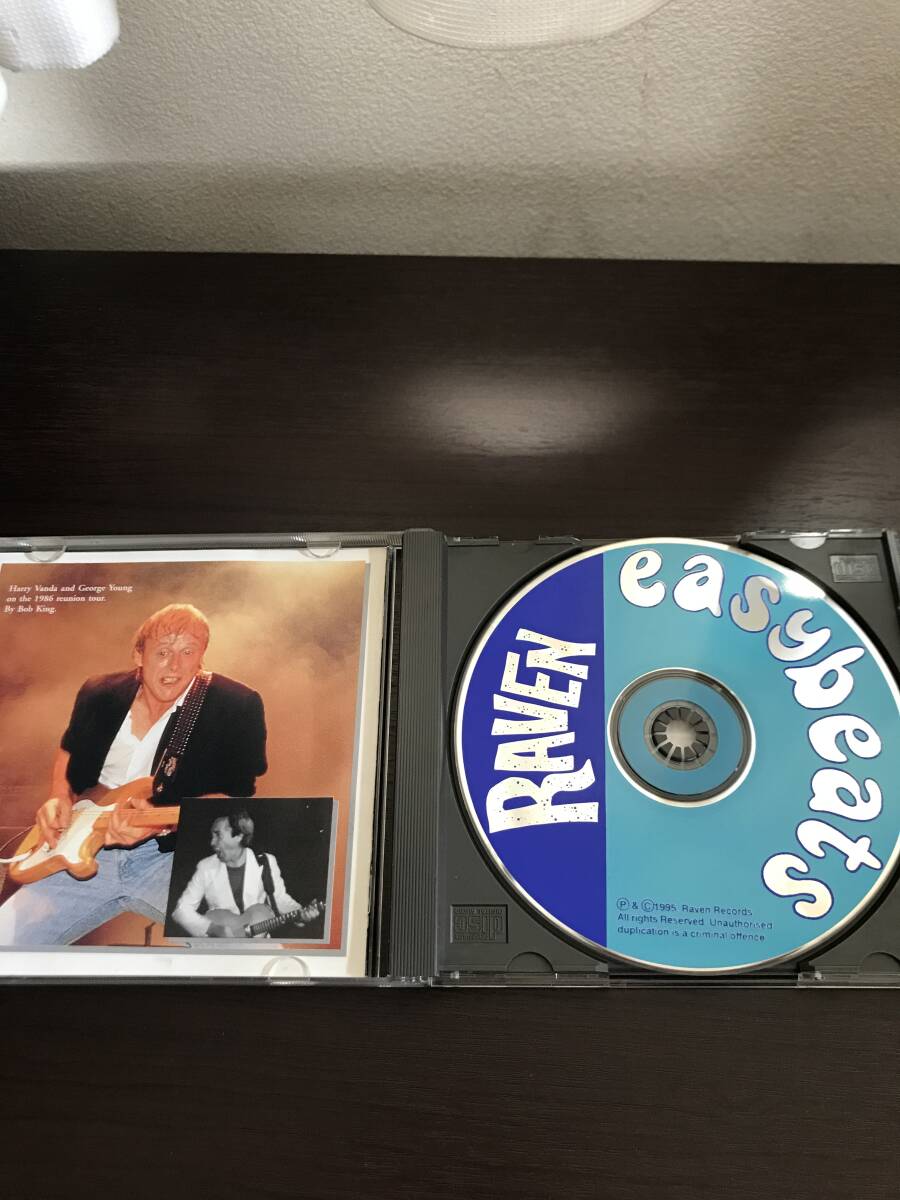 Harry Vanda and George Young
on the 1986 reunion tour.
By Bob King.
RAVEN
easybeats
Ⓟ & Ⓒ1995 Raven Records
All rights Reserved. Unauthorised
duplication is a criminal offence